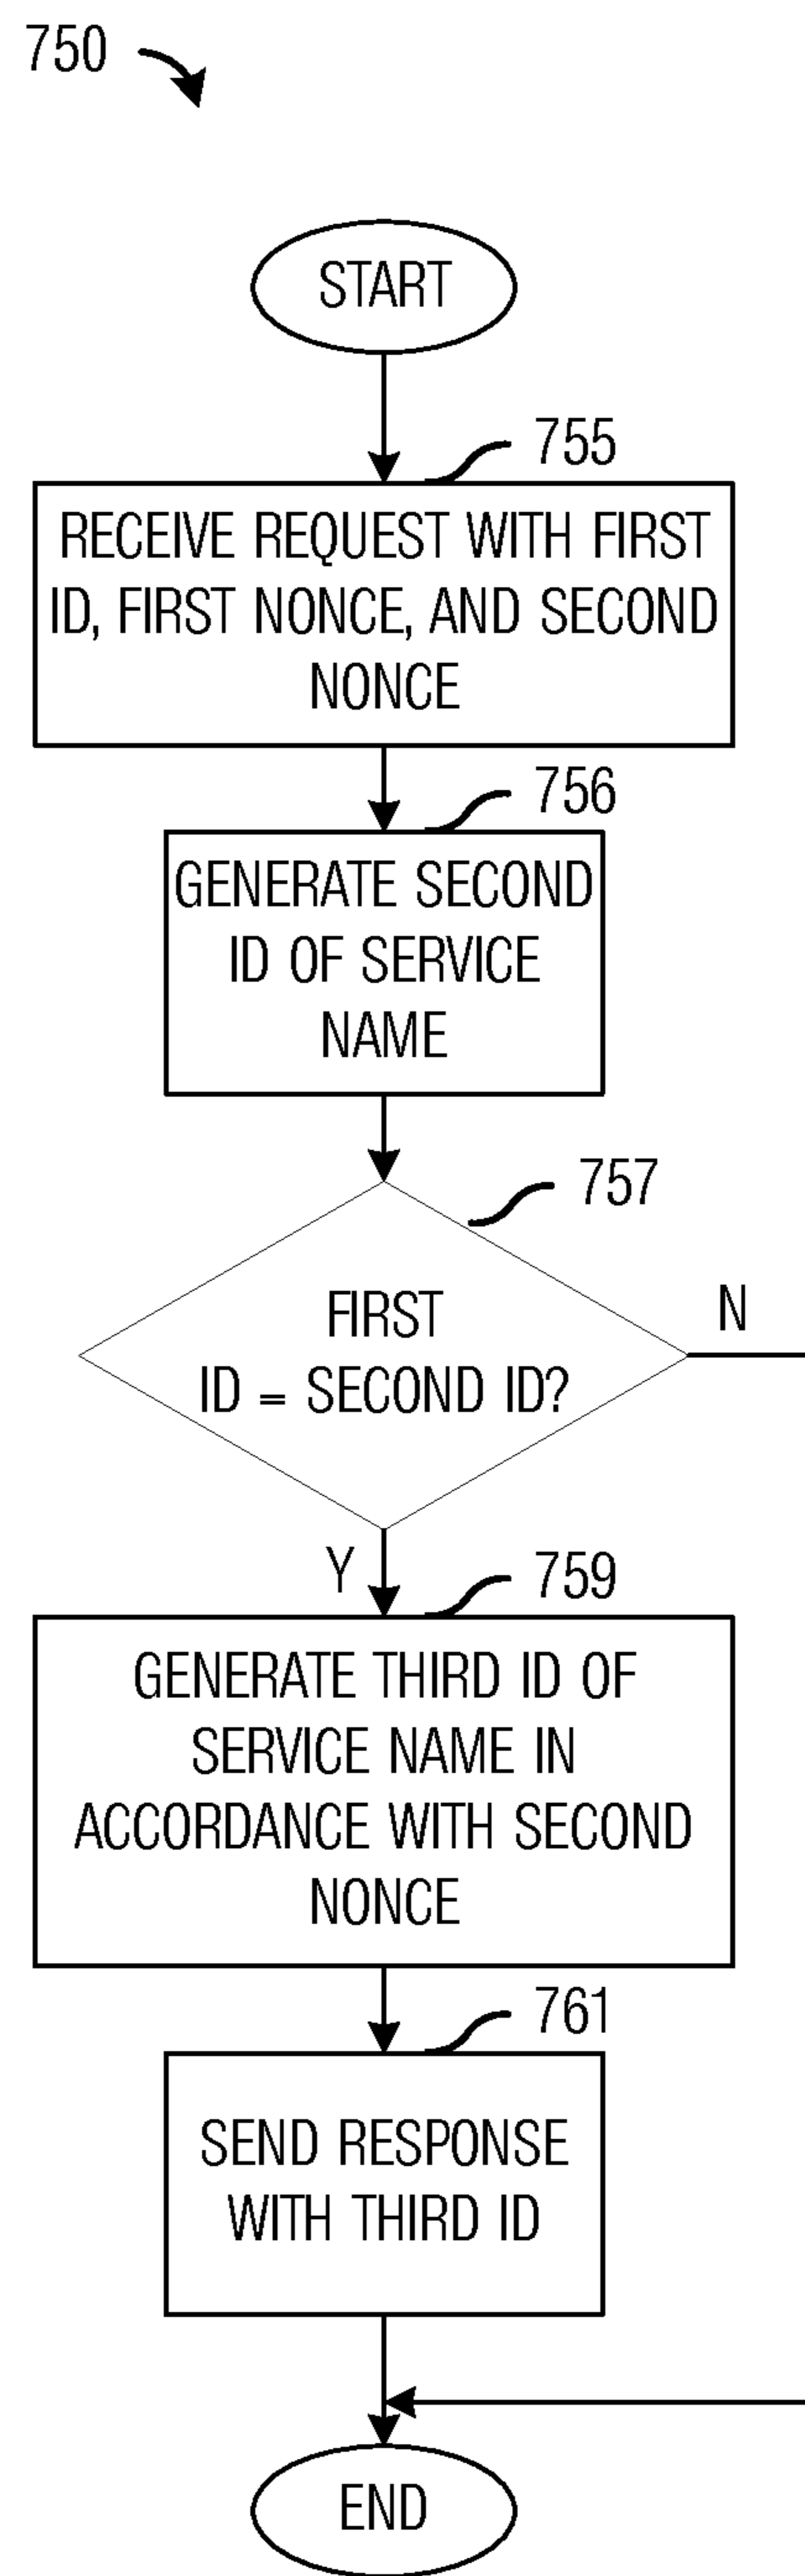 750
START
755
RECEIVE REQUEST WITH FIRST
ID, FIRST NONCE, AND SECOND
NONCE
756
GENERATE SECOND
ID OF SERVICE
NAME
757
FIRST
ID = SECOND ID?
N
Y
759
GENERATE THIRD ID OF
SERVICE NAME IN
ACCORDANCE WITH SECOND
NONCE
761
SEND RESPONSE
WITH THIRD ID
END